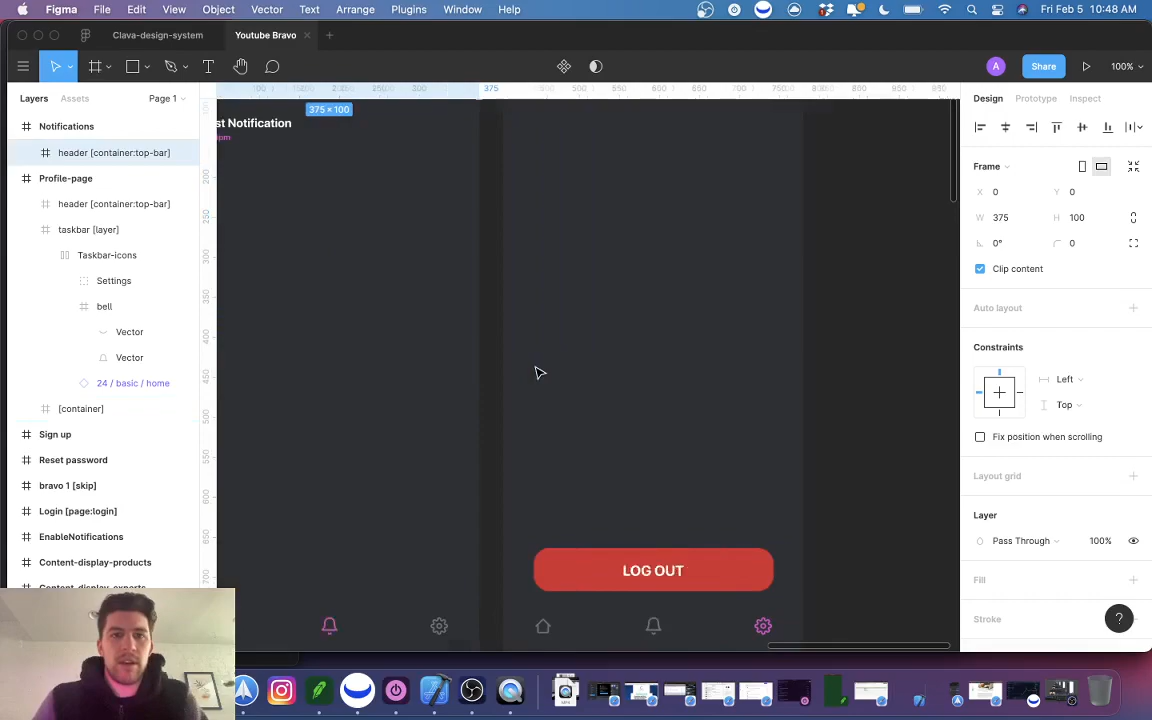 Figma File Edit View Object Vector Text Arrange Plugins Window Help Fri Feb 5 10:48 AM
Clava-design-system Youtube Bravo
A Share 100%
Layers Assets Page 1
Notifications
header [container:top-bar]
Profile-page
header [container:top-bar]
taskbar [layer]
Taskbar-icons
Settings
bell
Vector
Vector
24 / basic / home
[container]
Sign up
Reset password
bravo 1 [skip]
Login [page:login]
EnableNotifications
Content-display-products
Content-display-experts
375
375 × 100
st Notification
pm
LOG OUT
Design Prototype Inspect
Frame
X 0 Y 0
W 375 H 100
0° 0
Clip content
Auto layout
Constraints
Left
Top
Fix position when scrolling
Layout grid
Layer
Pass Through 100%
Fill
Stroke
?